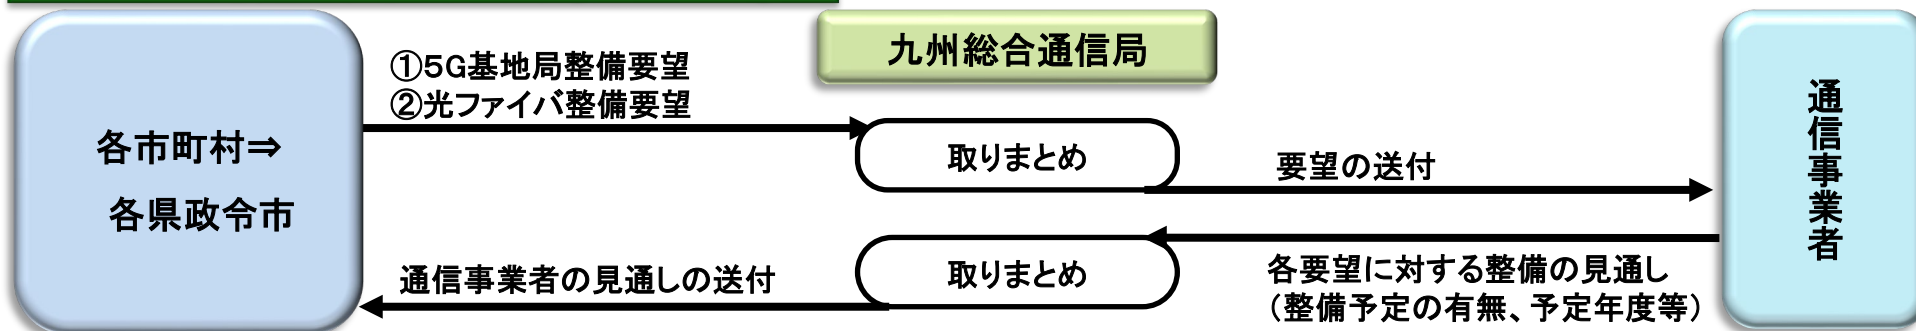 各市町村⇒
各県政令市
①5G基地局整備要望
②光ファイバ整備要望
九州総合通信局
取りまとめ
要望の送付
通信事業者
各要望に対する整備の見通し
（整備予定の有無、予定年度等）
取りまとめ
通信事業者の見通しの送付